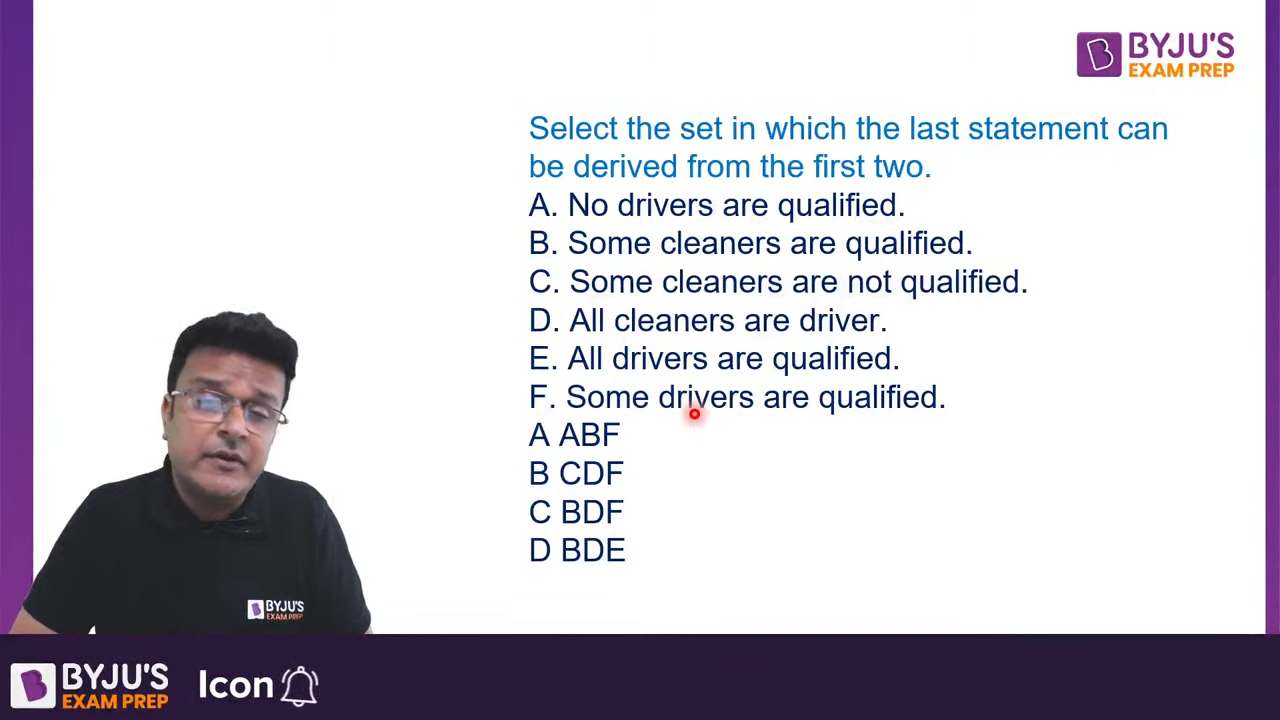 BYJU'S
EXAM PREP
Select the set in which the last statement can
be derived from the first two.
A. No drivers are qualified.
B. Some cleaners are qualified.
C. Some cleaners are not qualified.
D. All cleaners are driver.
E. All drivers are qualified.
F. Some drivers are qualified.
A ABF
B CDF
C BDF
D BDE
BYJU'S
EXAM PREP
BYJU'S
EXAM PREP
Icon